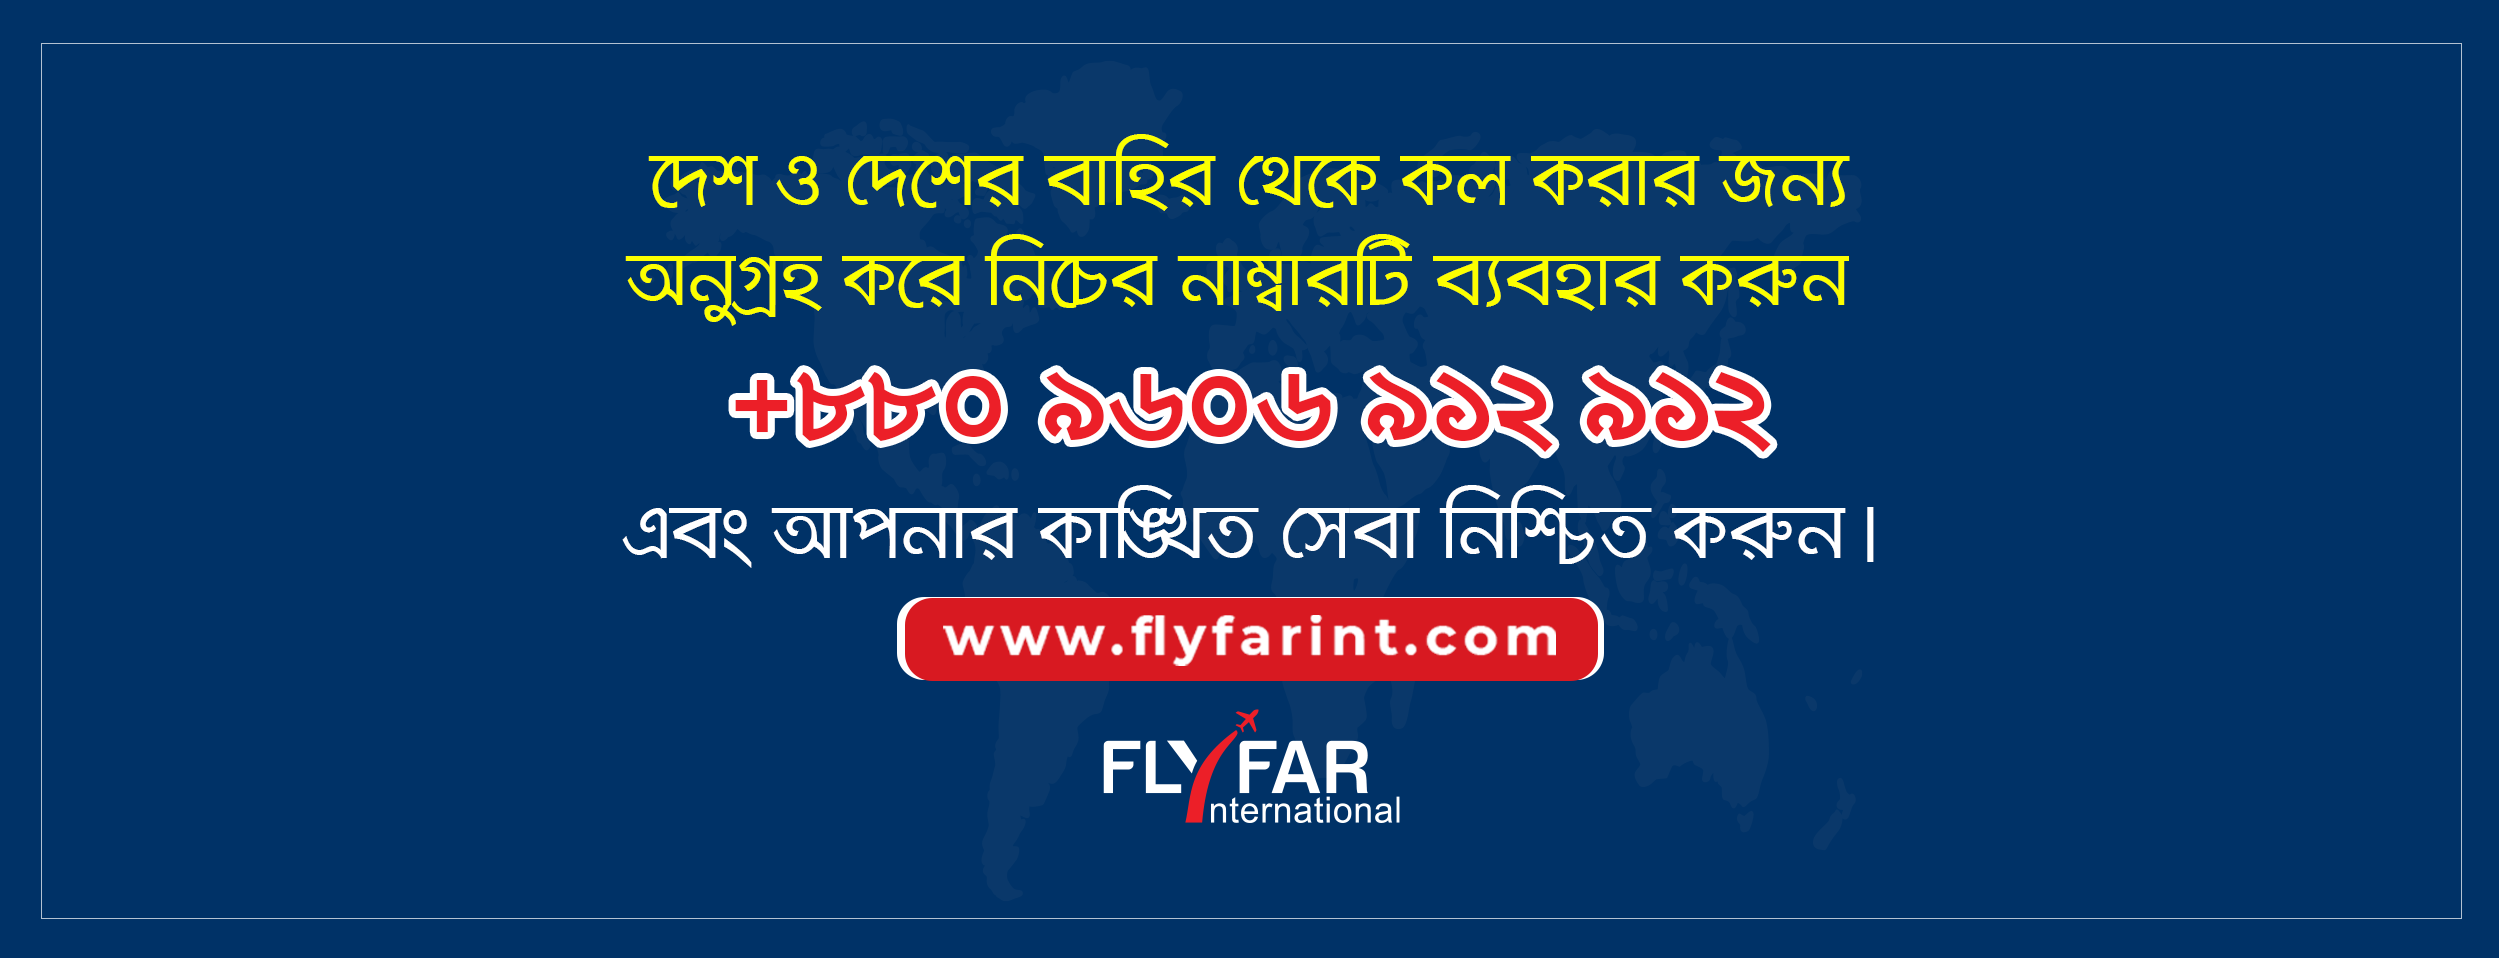 দেশ ও দেশের বাহির থেকে কল করার জন্য
অনুগ্রহ করে নিচের নাম্বারটি ব্যবহার করুন
+৮৮০ ৯৬০৬ ৯১২ ৯১২
এবং আপনার কাঙ্খিত সেবা নিশ্চিত করুন।
www.flyfarint.com
FLYFAR
International